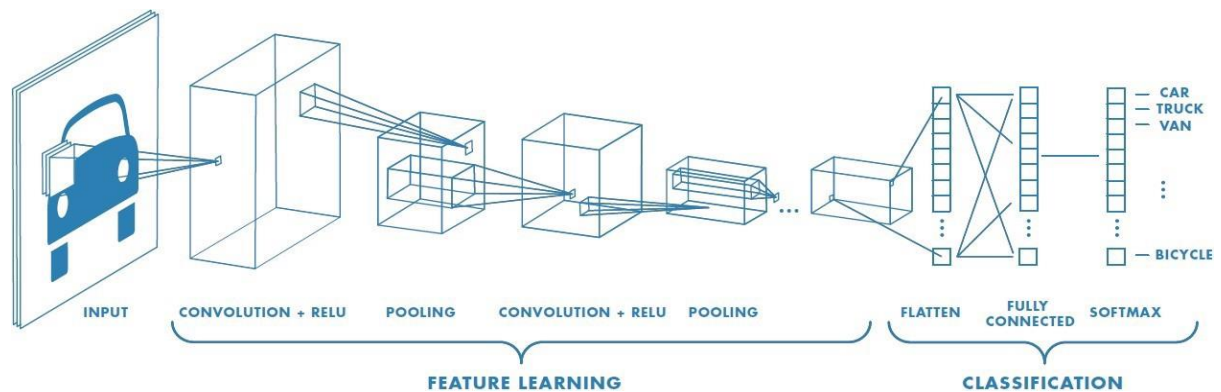 CAR
TRUCK
VAN
BICYCLE
INPUT
CONVOLUTION + RELU
POOLING
CONVOLUTION + RELU
POOLING
FLATTEN
FULLY
CONNECTED
SOFTMAX
FEATURE LEARNING
CLASSIFICATION